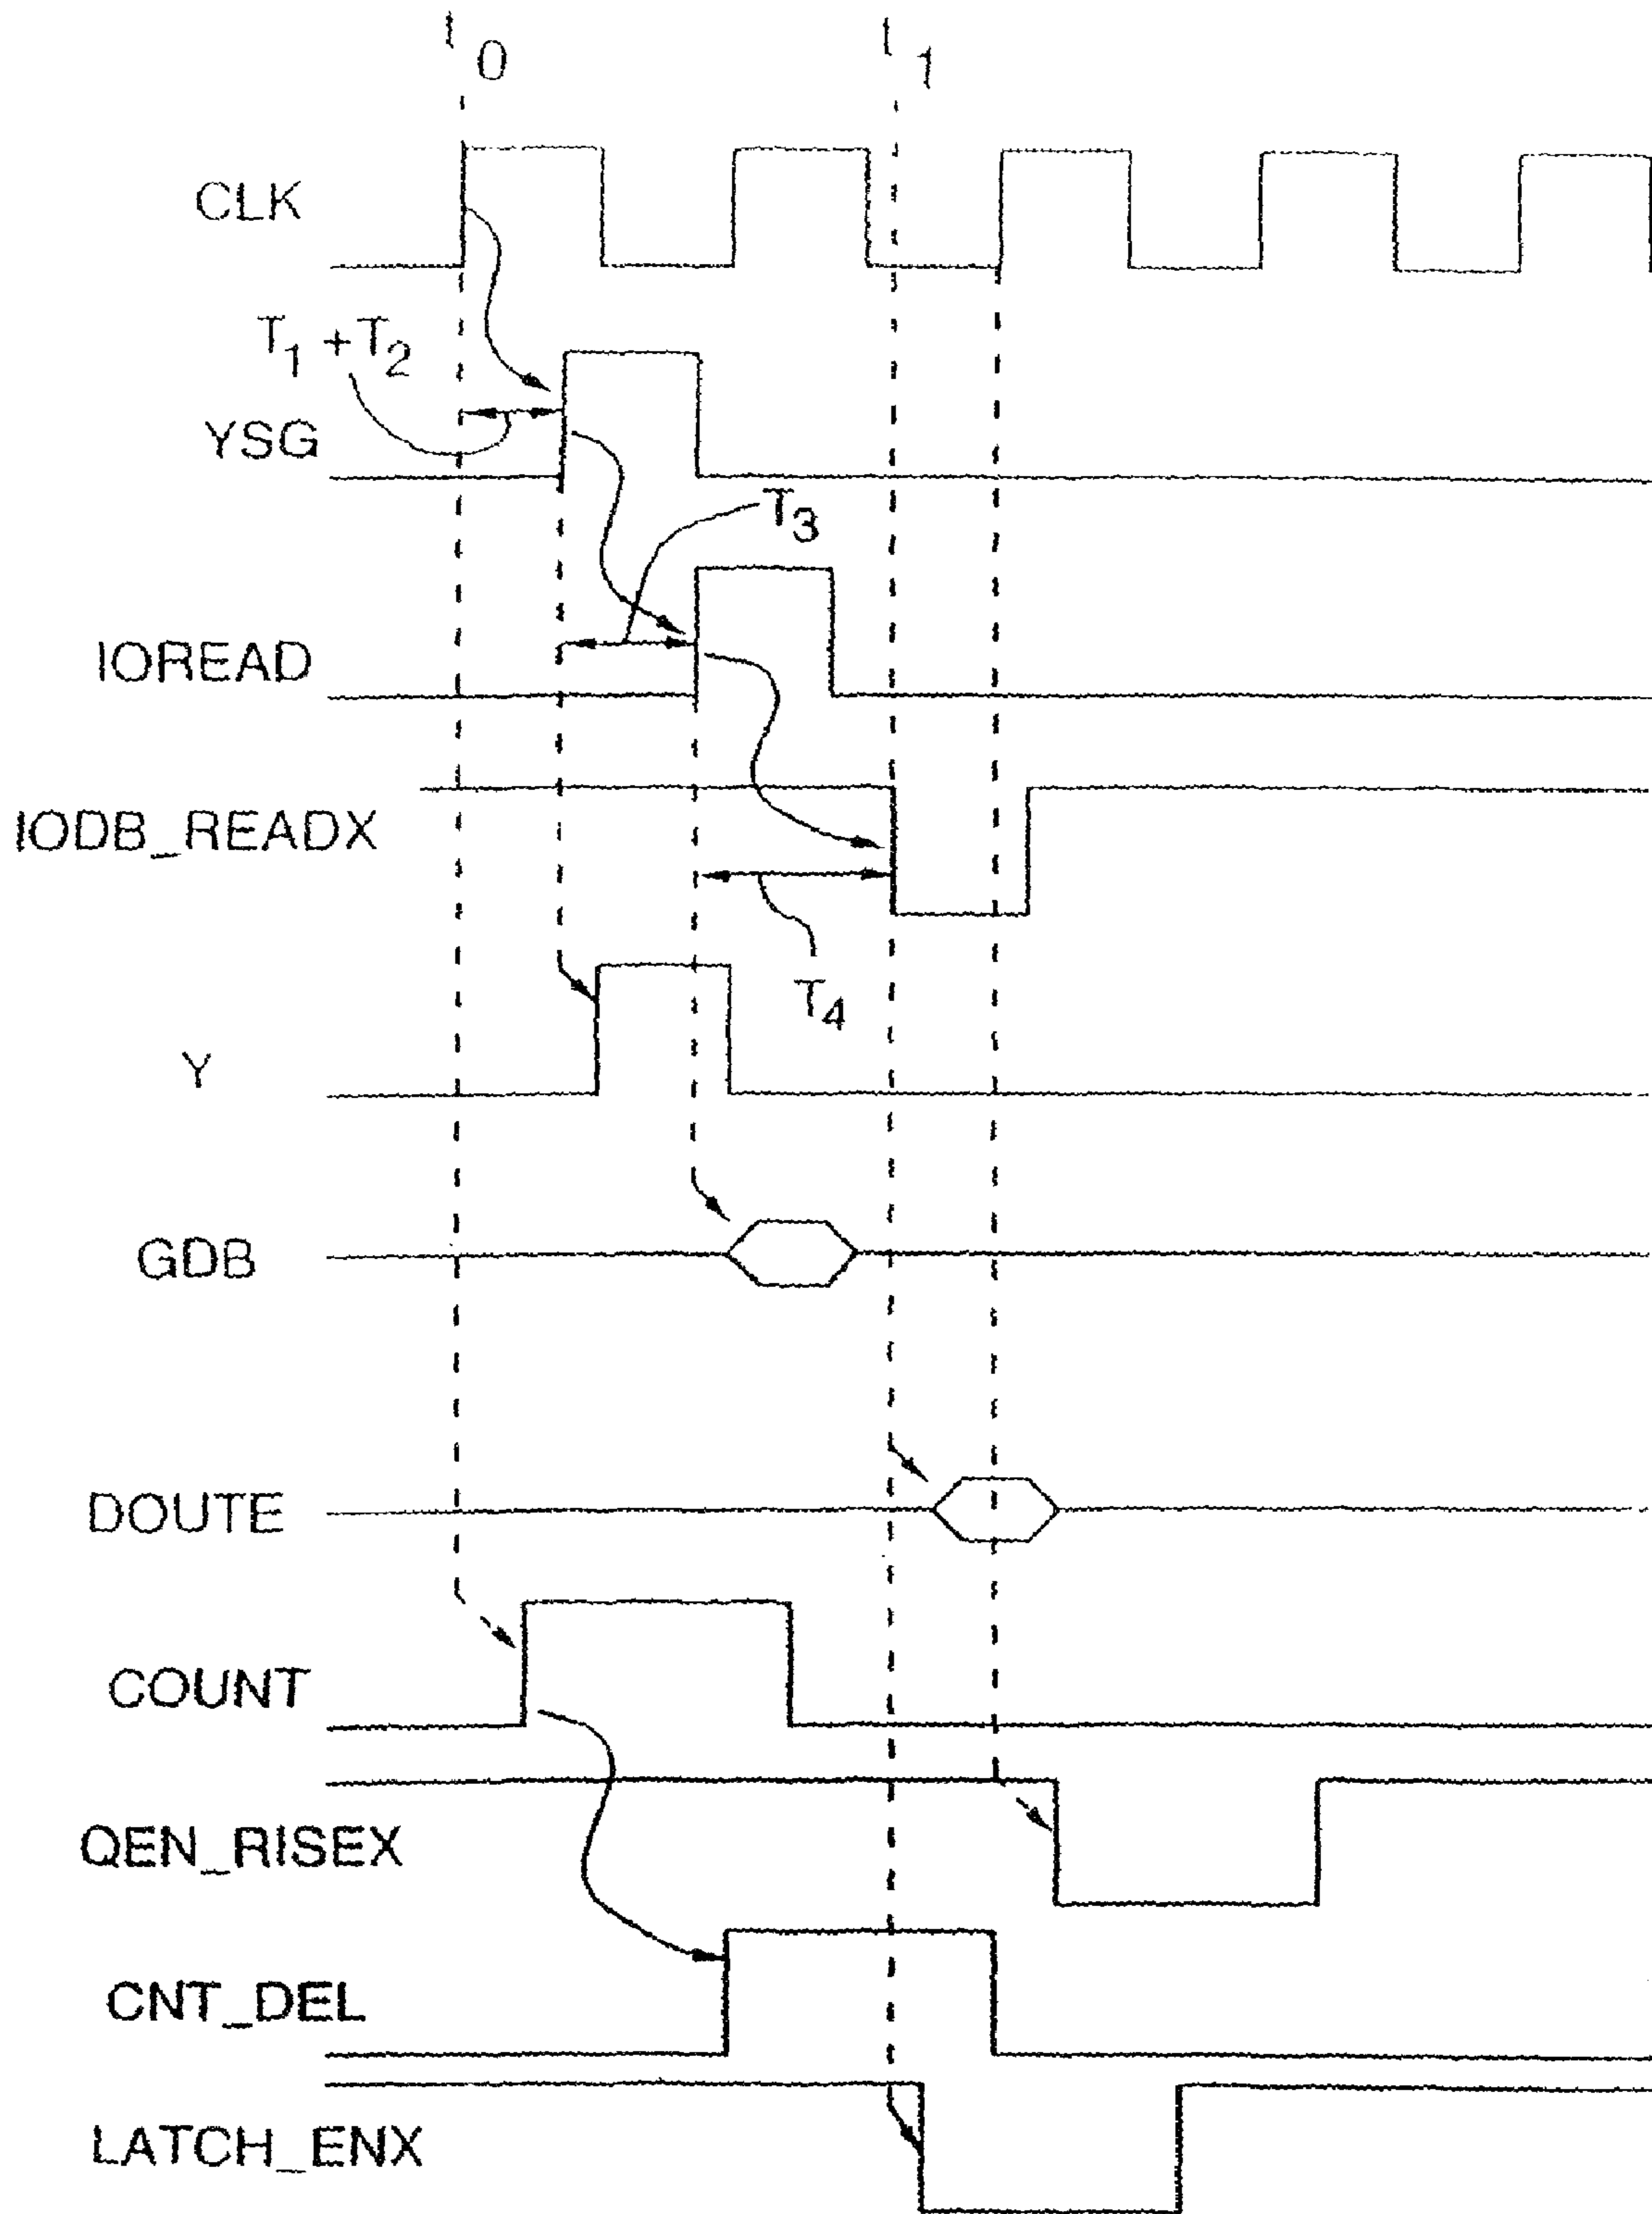 t0 t1
CLK
T1 + T2
YSG
T3
IOREAD
IODB_READX
T4
Y
GDB
DOUTE
COUNT
QEN_RISEX
CNT_DEL
LATCH_ENX